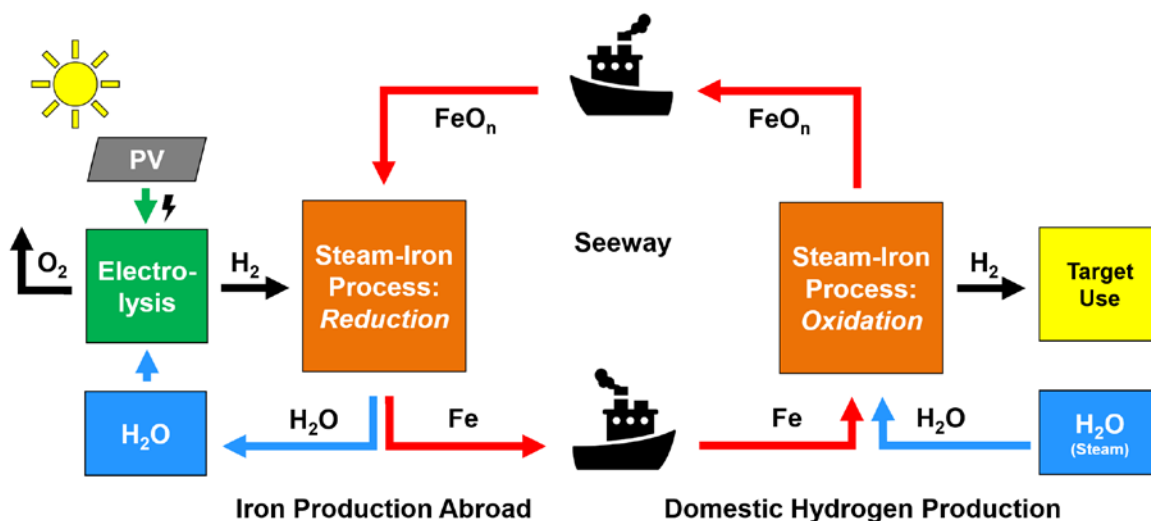 FeOₙ
FeOₙ
PV
O₂
Electro-
lysis
H₂
Steam-Iron
Process:
Reduction
Seeway
Steam-Iron
Process:
Oxidation
H₂
Target
Use
H₂O
H₂O
Fe
Fe
H₂O
H₂O
(Steam)
Iron Production Abroad
Domestic Hydrogen Production